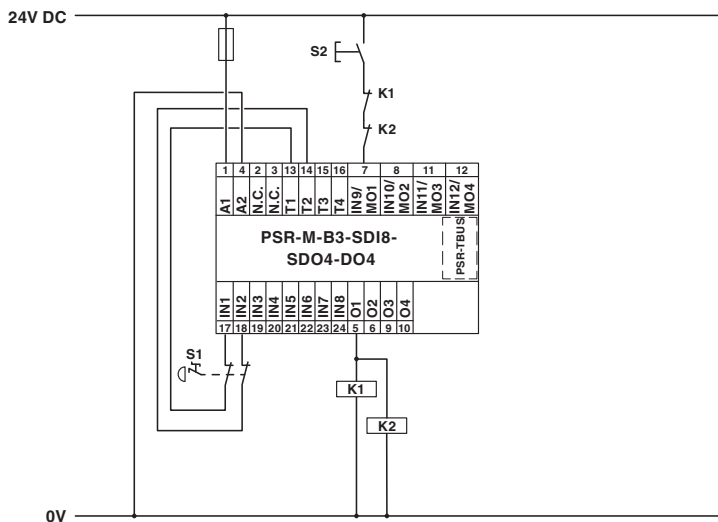 24V DC
S2
K1
K2
1 4 2 3 13 14 15 16 7 8 11 12
A1 A2 N.C. N.C. T1 T2 T3 T4 IN9/ MO1 IN10/ MO2 IN11/ MO3 IN12/ MO4
PSR-M-B3-SDI8-
SDO4-DO4
PSR-TBUS
IN1 IN2 IN3 IN4 IN5 IN6 IN7 IN8 O1 O2 O3 O4
17 18 19 20 21 22 23 24 5 6 9 10
S1
K1
K2
0V